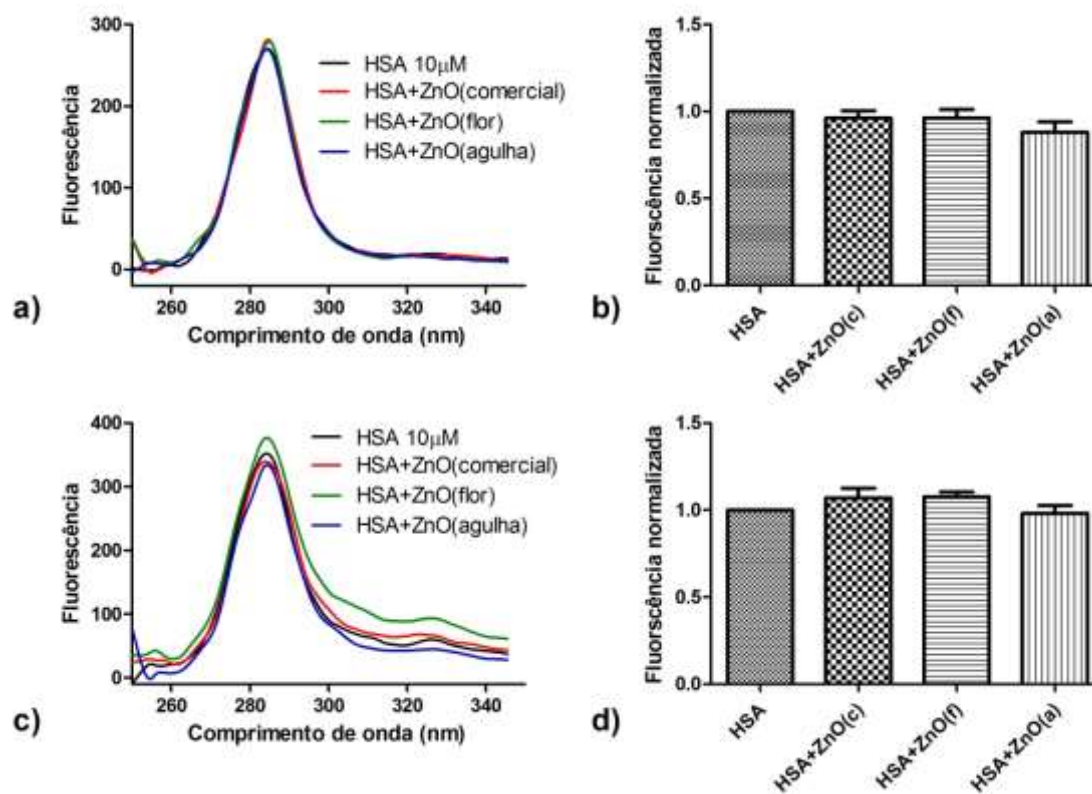 300
200
100
0
Fluorescência
HSA 10μM
HSA+ZnO(comercial)
HSA+ZnO(flor)
HSA+ZnO(agulha)
260 280 300 320 340
Comprimento de onda (nm)
a)
1.5
1.0
0.5
0.0
Fluorscência normalizada
HSA
HSA+ZnO(c)
HSA+ZnO(f)
HSA+ZnO(a)
b)
400
300
200
100
0
Fluorescência
HSA 10μM
HSA+ZnO(comercial)
HSA+ZnO(flor)
HSA+ZnO(agulha)
260 280 300 320 340
Comprimento de onda (nm)
c)
1.5
1.0
0.5
0.0
Fluorscência normalizada
HSA
HSA+ZnO(c)
HSA+ZnO(f)
HSA+ZnO(a)
d)